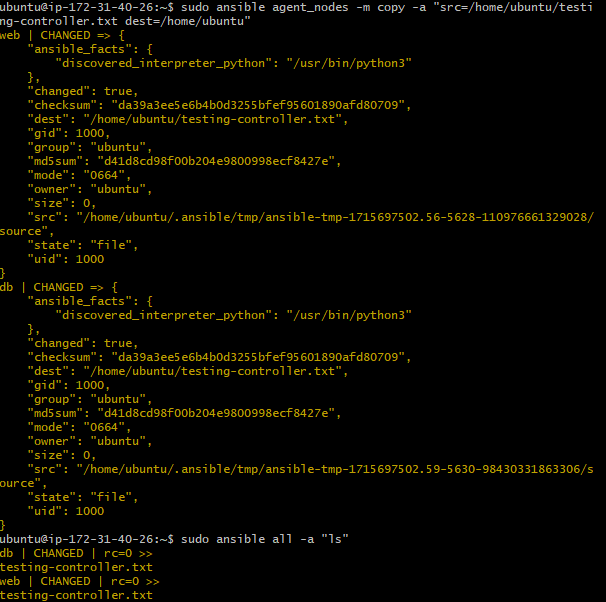 ubuntu@ip-172-31-40-26:~$ sudo ansible agent_nodes -m copy -a "src=/home/ubuntu/testi
ng-controller.txt dest=/home/ubuntu"
web | CHANGED => {
    "ansible_facts": {
        "discovered_interpreter_python": "/usr/bin/python3"
    },
    "changed": true,
    "checksum": "da39a3ee5e6b4b0d3255bfef95601890afd80709",
    "dest": "/home/ubuntu/testing-controller.txt",
    "gid": 1000,
    "group": "ubuntu",
    "md5sum": "d41d8cd98f00b204e9800998ecf8427e",
    "mode": "0664",
    "owner": "ubuntu",
    "size": 0,
    "src": "/home/ubuntu/.ansible/tmp/ansible-tmp-1715697502.56-5628-110976661329028/
source",
    "state": "file",
    "uid": 1000
}
db | CHANGED => {
    "ansible_facts": {
        "discovered_interpreter_python": "/usr/bin/python3"
    },
    "changed": true,
    "checksum": "da39a3ee5e6b4b0d3255bfef95601890afd80709",
    "dest": "/home/ubuntu/testing-controller.txt",
    "gid": 1000,
    "group": "ubuntu",
    "md5sum": "d41d8cd98f00b204e9800998ecf8427e",
    "mode": "0664",
    "owner": "ubuntu",
    "size": 0,
    "src": "/home/ubuntu/.ansible/tmp/ansible-tmp-1715697502.59-5630-98430331863306/s
ource",
    "state": "file",
    "uid": 1000
}
ubuntu@ip-172-31-40-26:~$ sudo ansible all -a "ls"
db | CHANGED | rc=0 >>
testing-controller.txt
web | CHANGED | rc=0 >>
testing-controller.txt